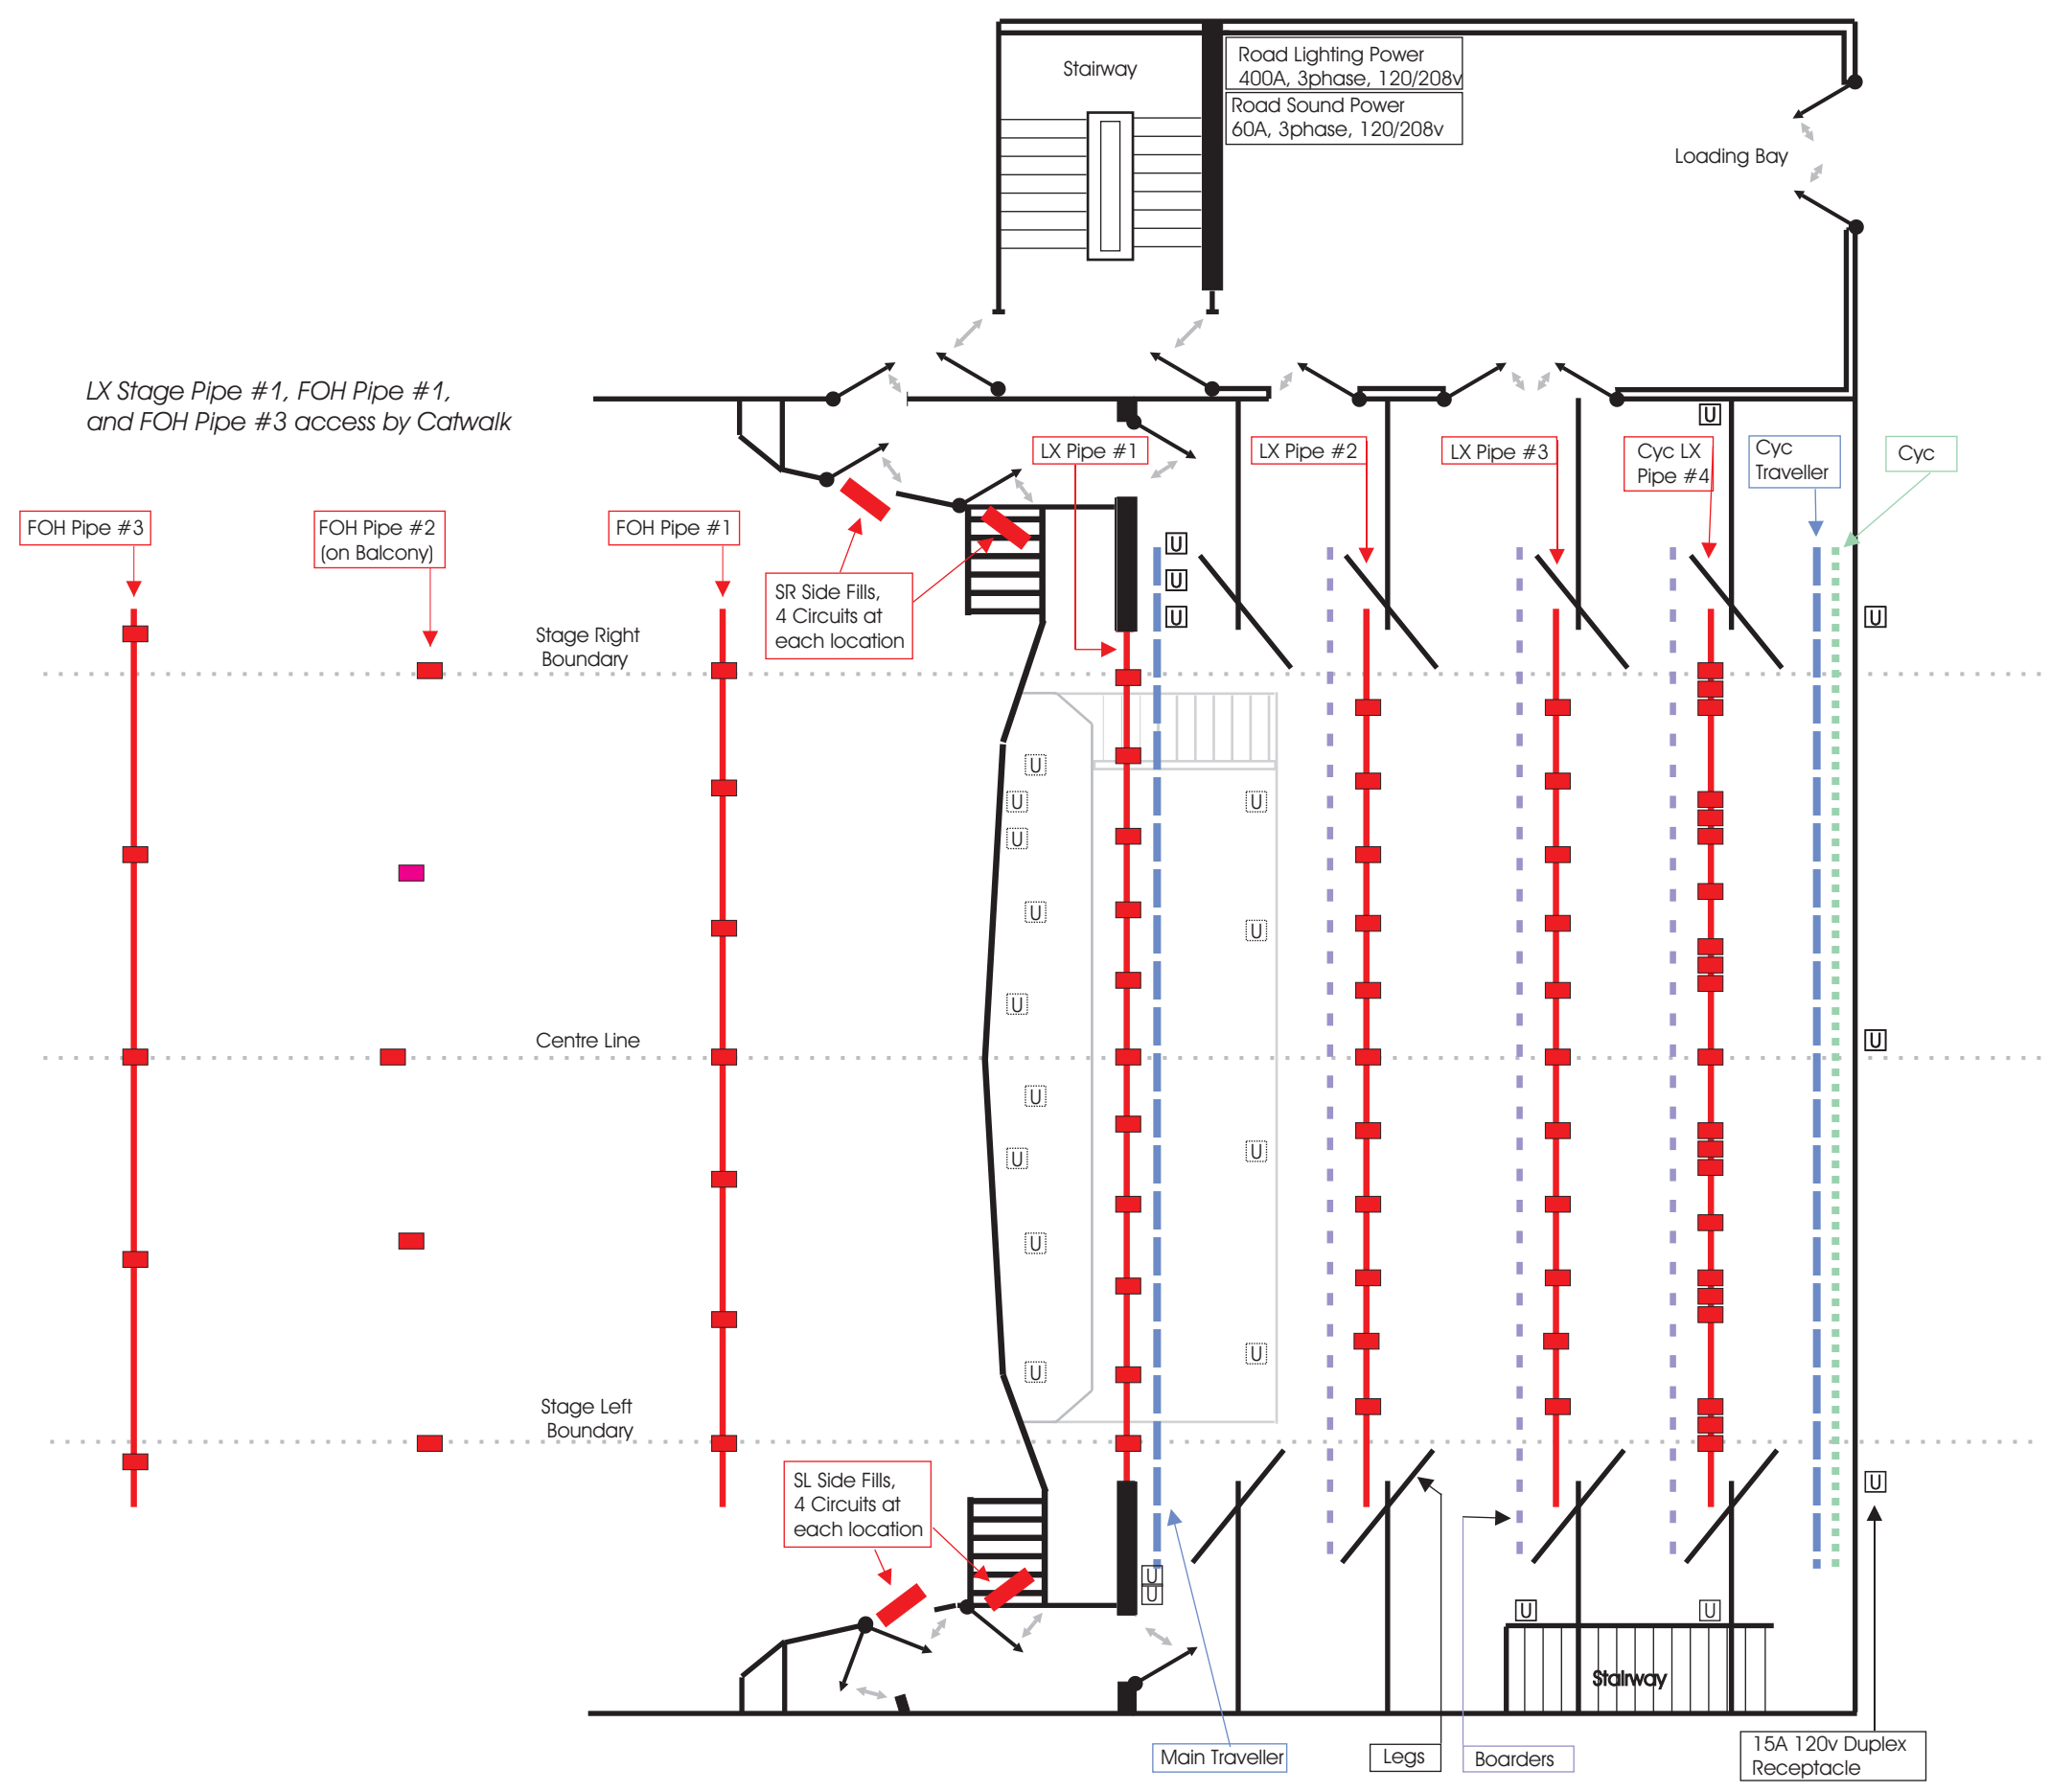 Stairway
Road Lighting Power
400A, 3phase, 120/208v
Road Sound Power
60A, 3phase, 120/208v
Loading Bay
LX Stage Pipe #1, FOH Pipe #1,
and FOH Pipe #3 access by Catwalk
U
LX Pipe #1
LX Pipe #2
LX Pipe #3
Cyc LX
Pipe #4
Cyc
Traveller
Cyc
FOH Pipe #3
FOH Pipe #2
(on Balcony)
FOH Pipe #1
U
U
U
U
SR Side Fills,
4 Circuits at
each location
Stage Right
Boundary
U
U
U
U
U
U
U
Centre Line
U
U
U
U
U
U
U
Stage Left
Boundary
SL Side Fills,
4 Circuits at
each location
U
U
U
U
U
Stairway
Main Traveller
Legs
Boarders
15A 120v Duplex
Receptacle